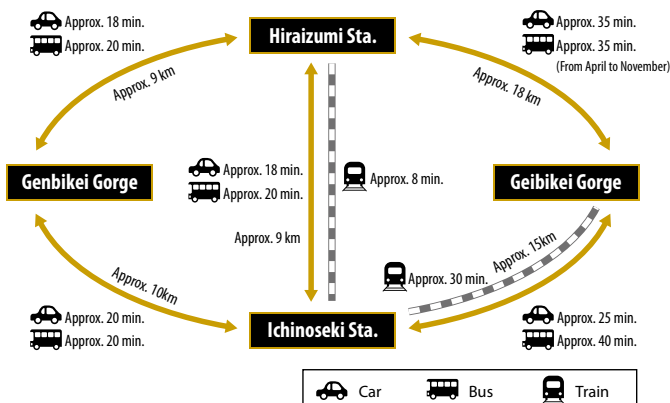 Approx. 18 min.
Approx. 20 min.
Hiraizumi Sta.
Approx. 35 min.
Approx. 35 min.
(From April to November)
Approx. 9 km
Approx. 18 km
Genbikei Gorge
Approx. 18 min.
Approx. 20 min.
Approx. 9 km
Approx. 8 min.
Geibikei Gorge
Approx. 10km
Approx. 30 min.
Approx. 15km
Approx. 20 min.
Approx. 20 min.
Ichinoseki Sta.
Approx. 25 min.
Approx. 40 min.
Car
Bus
Train